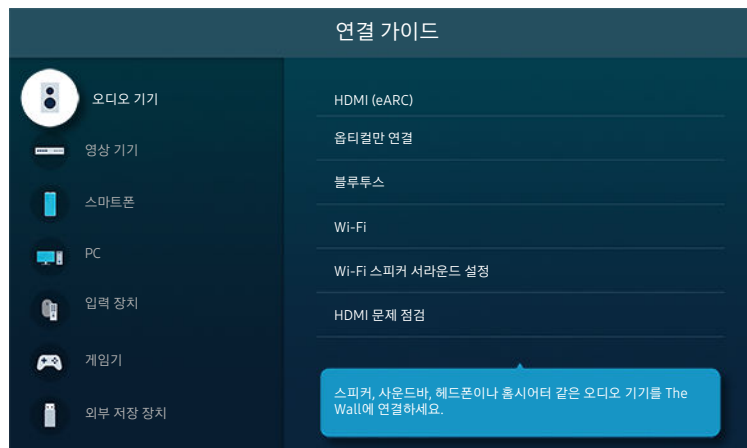 연결 가이드
오디오 기기
영상 기기
스마트폰
PC
입력 장치
게임기
외부 저장 장치
HDMI (eARC)
옵티컬만 연결
블루투스
Wi-Fi
Wi-Fi 스피커 서라운드 설정
HDMI 문제 점검
스피커, 사운드바, 헤드폰이나 홈시어터 같은 오디오 기기를 The
Wall에 연결하세요.